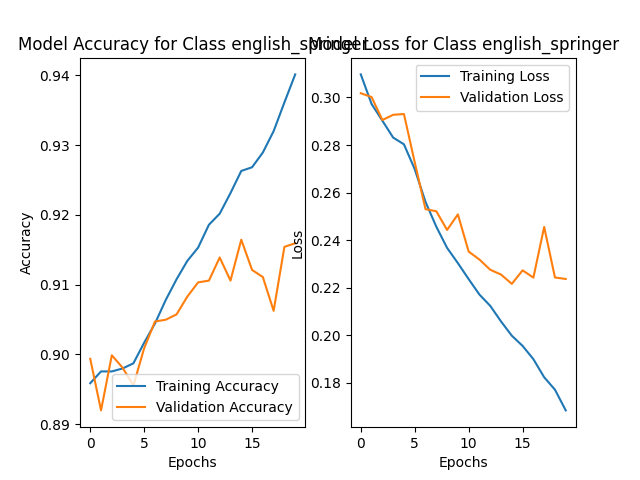 Model Accuracy for Class english_springer
Model Loss for Class english_springer
0.94
0.93
0.92
0.91
0.90
0.89
Accuracy
0
5
10
15
Epochs
Training Accuracy
Validation Accuracy
0.30
0.28
0.26
0.24
0.22
0.20
0.18
Loss
0
5
10
15
Epochs
Training Loss
Validation Loss